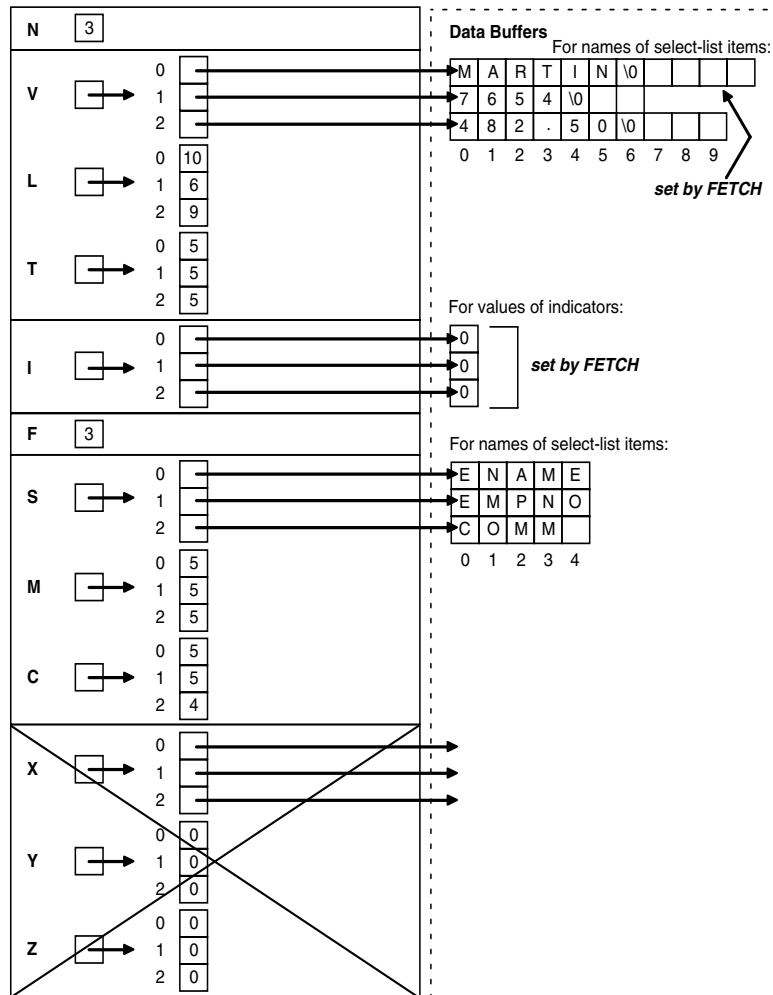 N 3
Data Buffers
For names of select-list items:
V
0 M A R T I N \0
1 7 6 5 4 \0
2 4 8 2 . 5 0 \0
0 1 2 3 4 5 6 7 8 9
set by FETCH
L
0 10
1 6
2 9
T
0 5
1 5
2 5
For values of indicators:
I
0 0
1 0
2 0
set by FETCH
F 3
For names of select-list items:
S
0 E N A M E
1 E M P N O
2 C O M M
0 1 2 3 4
M
0 5
1 5
2 5
C
0 5
1 5
2 4
X
0
1
2
Y
0 0
1 0
2 0
Z
0 0
1 0
2 0